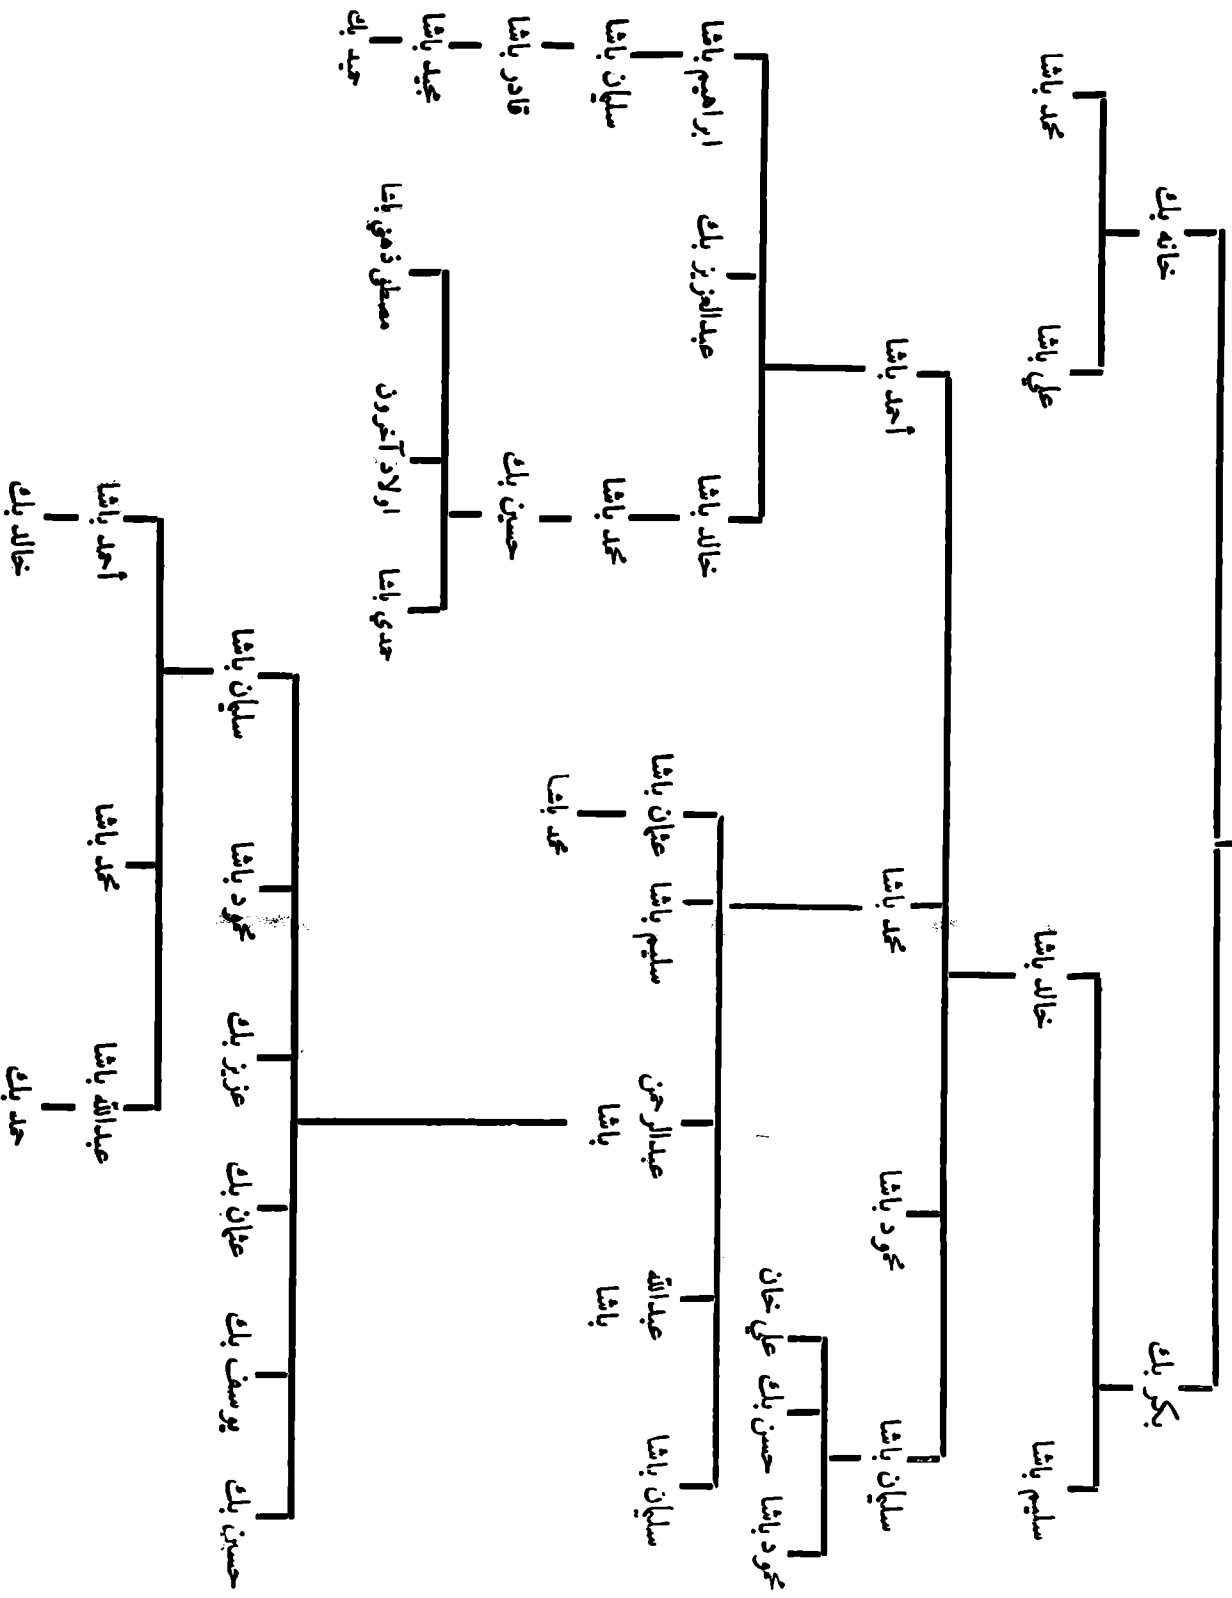 بكر بك
خانه بك
سليم باشا
خالد باشا
علي باشا
محمد باشا
سليمان باشا
محمود باشا
محمد باشا
أحمد باشا
محمود باشا
حسن بك
علي خان
خالد باشا
عبدالعزيز بك
ابراهيم باشا
سليمان باشا
عبدالله
باشا
عبدالرحمن
باشا
سليم باشا
عثمان باشا
محمد باشا
سليمان باشا
محمد باشا
حسين بك
قادر باشا
مجيد باشا
حمدي باشا
اولاد آخرون
مصطفى ذهني باشا
حميد بك
حسين بك
يوسف بك
عثمان بك
عزيز بك
محمود باشا
سليمان باشا
عبدالله باشا
محمد باشا
أحمد باشا
حمد بك
خالد بك